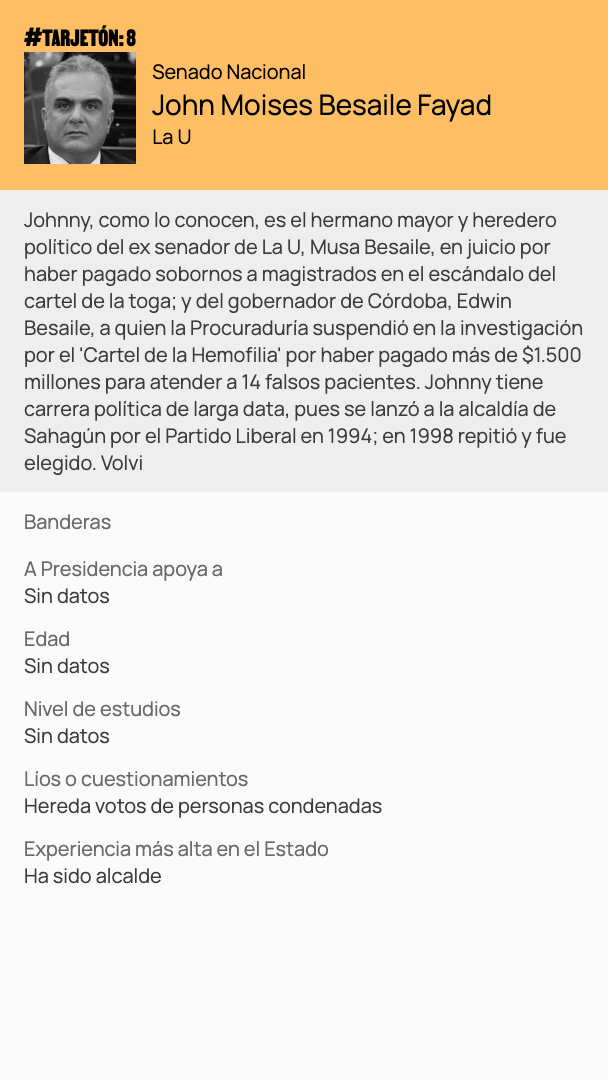 #TARJETÓN: 8
Senado Nacional
John Moises Besaile Fayad
La U
Johnny, como lo conocen, es el hermano mayor y heredero
político del ex senador de La U, Musa Besaile, en juicio por
haber pagado sobornos a magistrados en el escándalo del
cartel de la toga; y del gobernador de Córdoba, Edwin
Besaile, a quien la Procuraduría suspendió en la investigación
por el 'Cartel de la Hemofilia' por haber pagado más de $1.500
millones para atender a 14 falsos pacientes. Johnny tiene
carrera política de larga data, pues se lanzó a la alcaldía de
Sahagún por el Partido Liberal en 1994; en 1998 repitió y fue
elegido. Volvi
Banderas
A Presidencia apoya a
Sin datos
Edad
Sin datos
Nivel de estudios
Sin datos
Líos o cuestionamientos
Hereda votos de personas condenadas
Experiencia más alta en el Estado
Ha sido alcalde